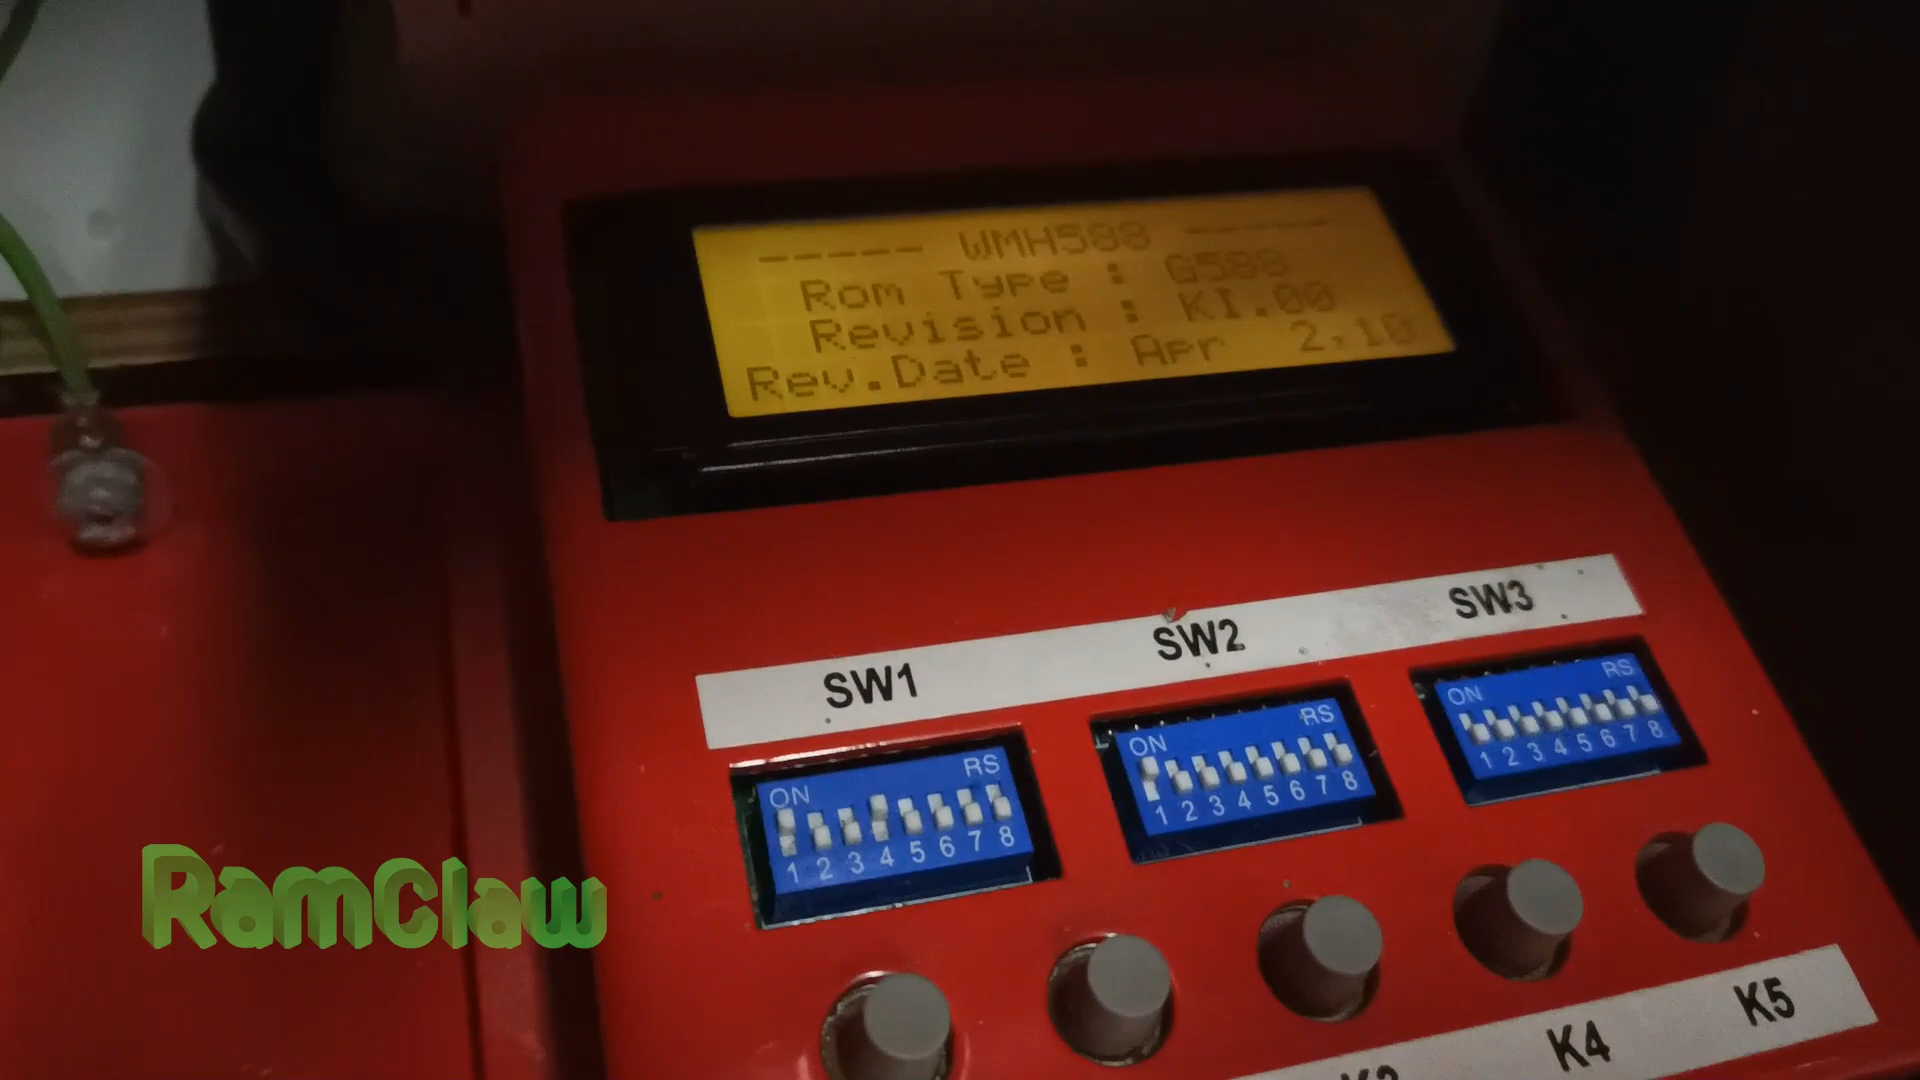 ----- WMH588 -----
Rom Type : G580
Revision : KI.00
Rev.Date : Apr 2.10
SW1 SW2 SW3
ON RS
1 2 3 4 5 6 7 8
ON RS
1 2 3 4 5 6 7 8
ON RS
1 2 3 4 5 6 7 8
RamClaw
K4 K5